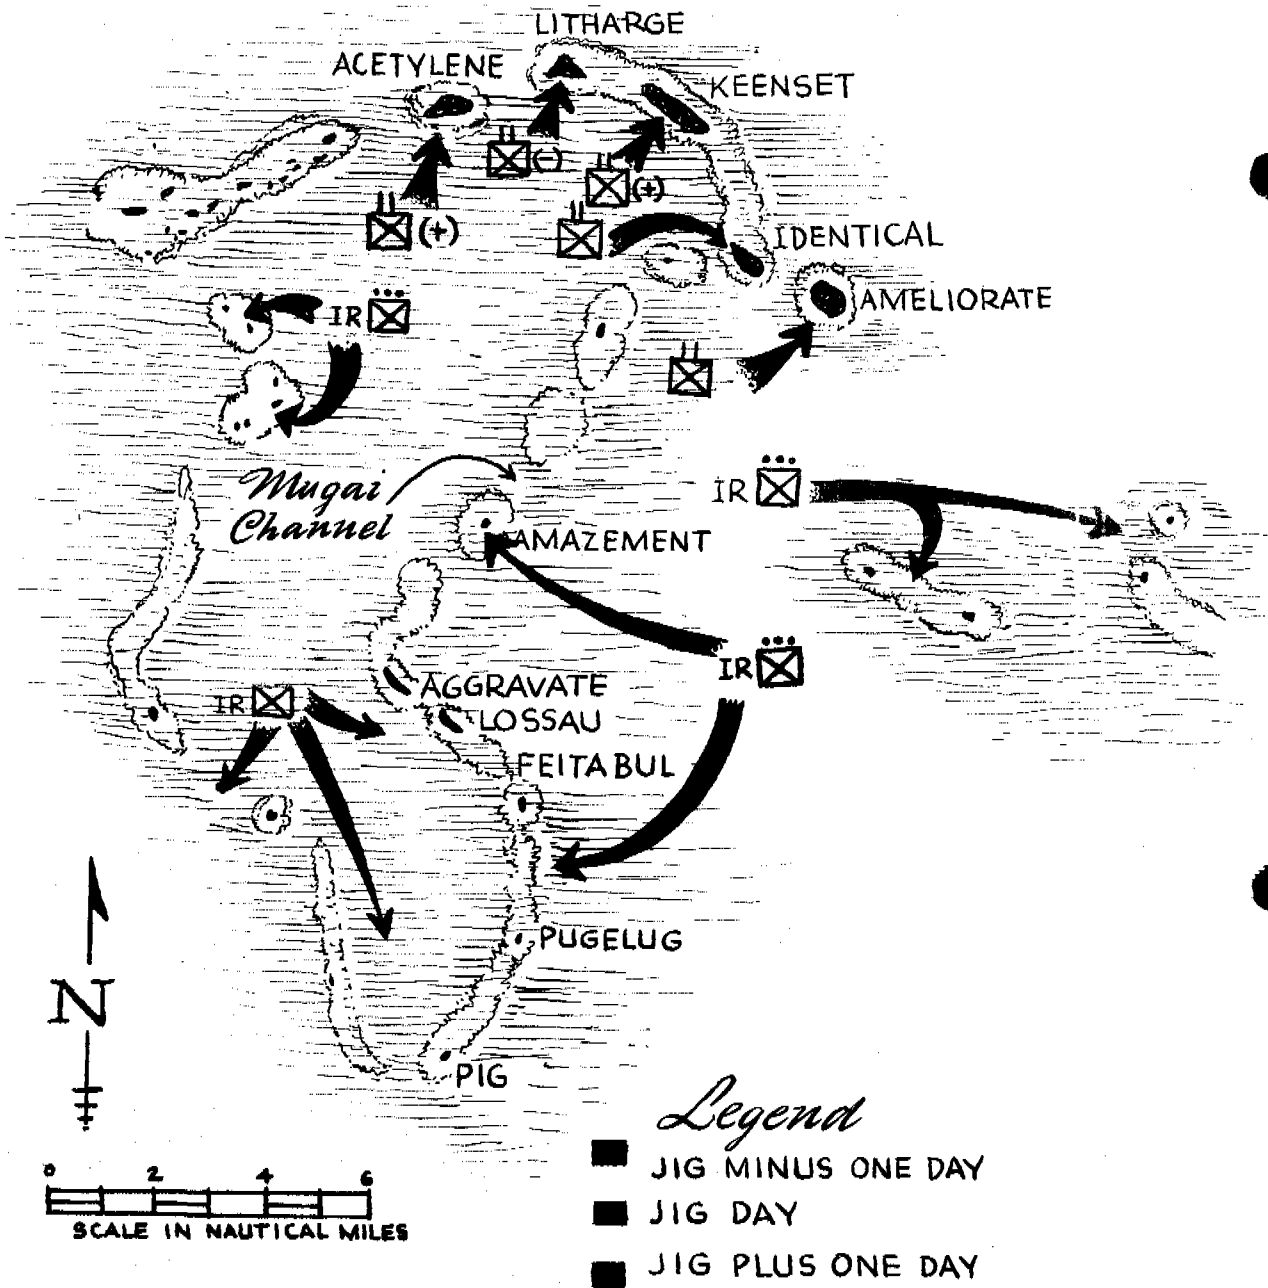 LITHARGE
ACETYLENE
KEENSET
(-)
(+)
(+)
IDENTICAL
AMELIORATE
IR
Mugai
Channel
IR
AMAZEMENT
IR
AGGRAVATE
IR
LOSSAU
FEITABUL
PUGELUG
N
PIG
Legend
JIG MINUS ONE DAY
0 2 4 6
JIG DAY
SCALE IN NAUTICAL MILES
JIG PLUS ONE DAY